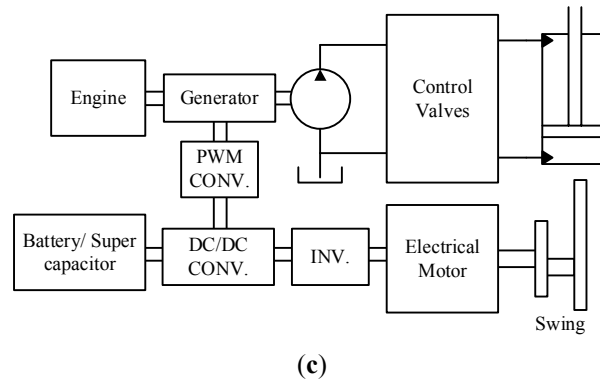 Engine
Generator
Control
Valves
PWM
CONV.
Battery/ Super
capacitor
DC/DC
CONV.
INV.
Electrical
Motor
Swing
(c)